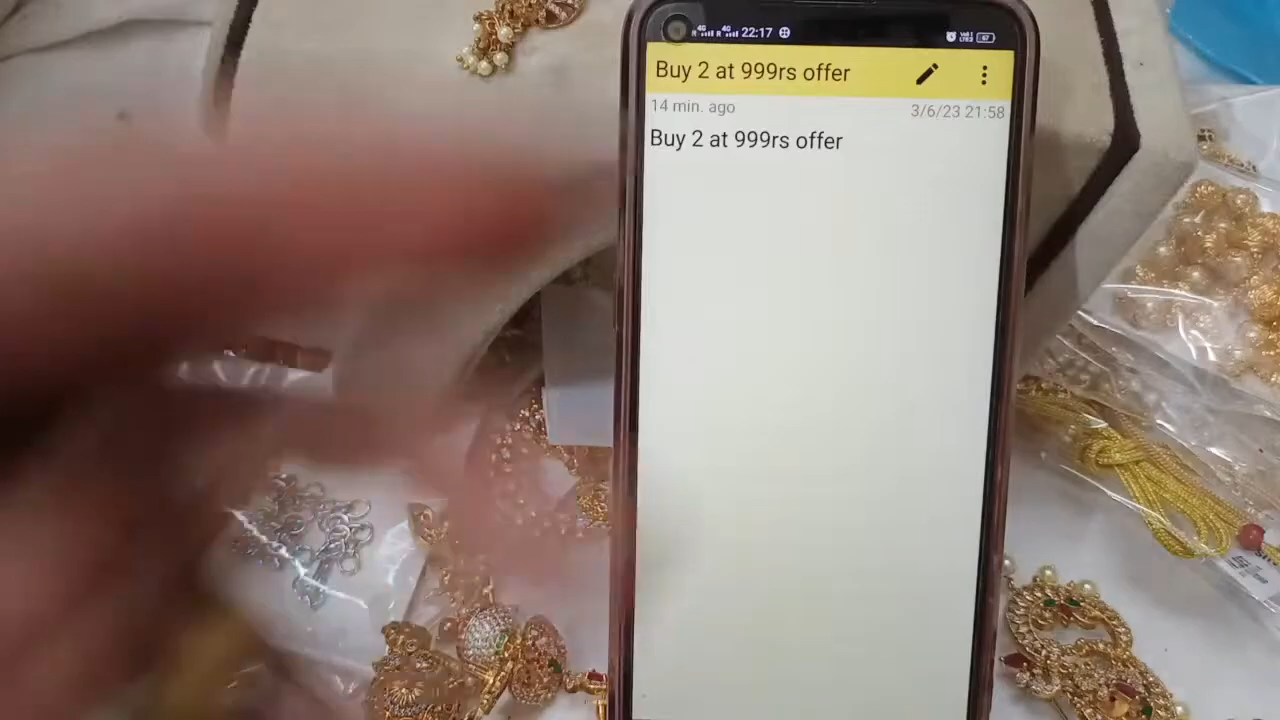 22:17
Buy 2 at 999rs offer
14 min. ago
3/6/23 21:58
Buy 2 at 999rs offer